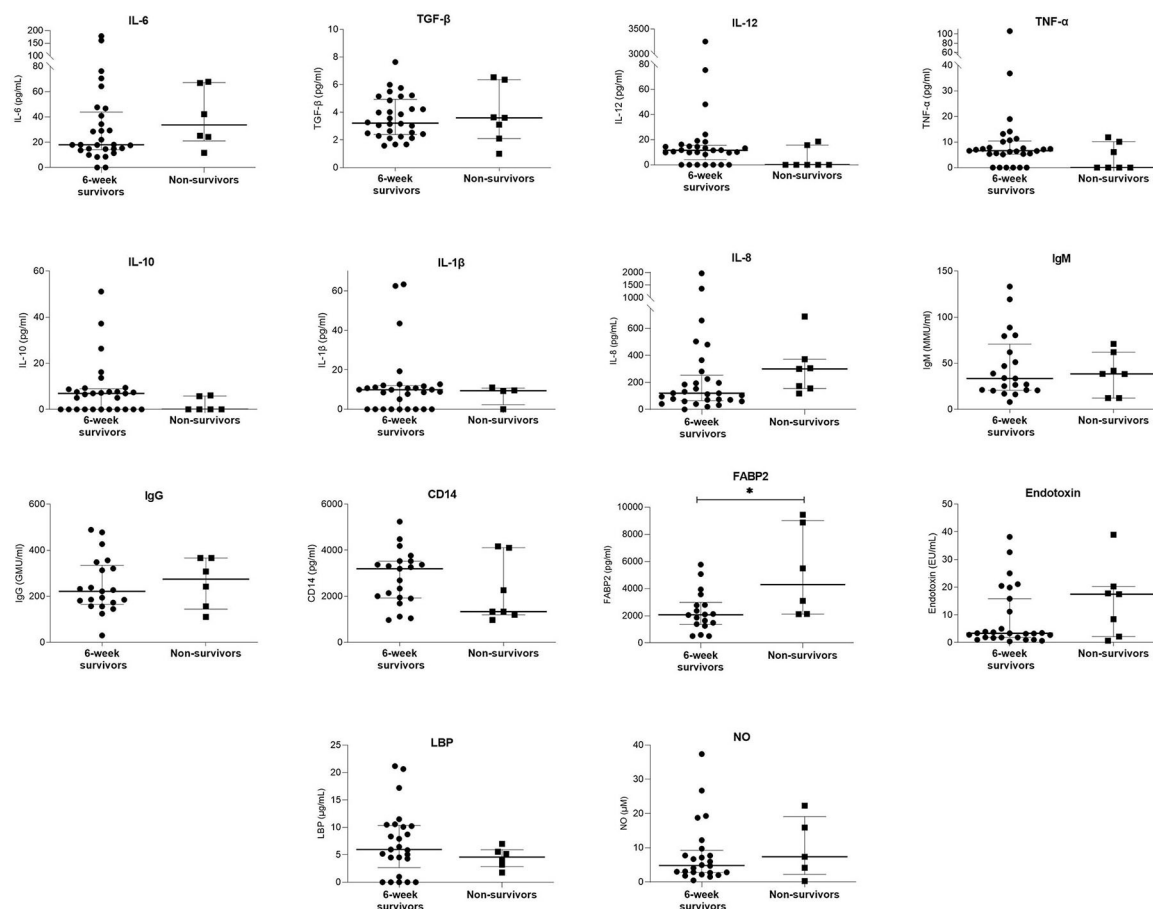 IL-6
200
150
100
80
60
40
20
0
IL-6 (pg/mL)
6-week
survivors
Non-survivors
TGF-β
10
8
6
4
2
0
TGF-β (pg/ml)
6-week
survivors
Non-survivors
IL-12
3500
3000
80
60
40
20
0
IL-12 (pg/ml)
6-week
survivors
Non-survivors
TNF-α
100
80
60
40
30
20
10
0
TNF-α (pg/ml)
6-week
survivors
Non-survivors
IL-10
60
40
20
0
IL-10 (pg/ml)
6-week
survivors
Non-survivors
IL-1β
60
40
20
0
IL-1β (pg/ml)
6-week
survivors
Non-survivors
IL-8
2000
1500
1000
800
600
400
200
0
IL-8 (pg/mL)
6-week
survivors
Non-survivors
IgM
150
100
50
0
IgM (MMU/ml)
6-week
survivors
Non-survivors
IgG
600
400
200
0
IgG (GMU/ml)
6-week
survivors
Non-survivors
CD14
6000
4000
2000
0
CD14 (pg/ml)
6-week
survivors
Non-survivors
FABP2
*
10000
8000
6000
4000
2000
0
FABP2 (pg/ml)
6-week
survivors
Non-survivors
Endotoxin
50
40
30
20
10
0
Endotoxin (EU/mL)
6-week
survivors
Non-survivors
LBP
25
20
15
10
5
0
LBP (µg/mL)
6-week
survivors
Non-survivors
NO
40
30
20
10
0
NO (µM)
6-week
survivors
Non-survivors